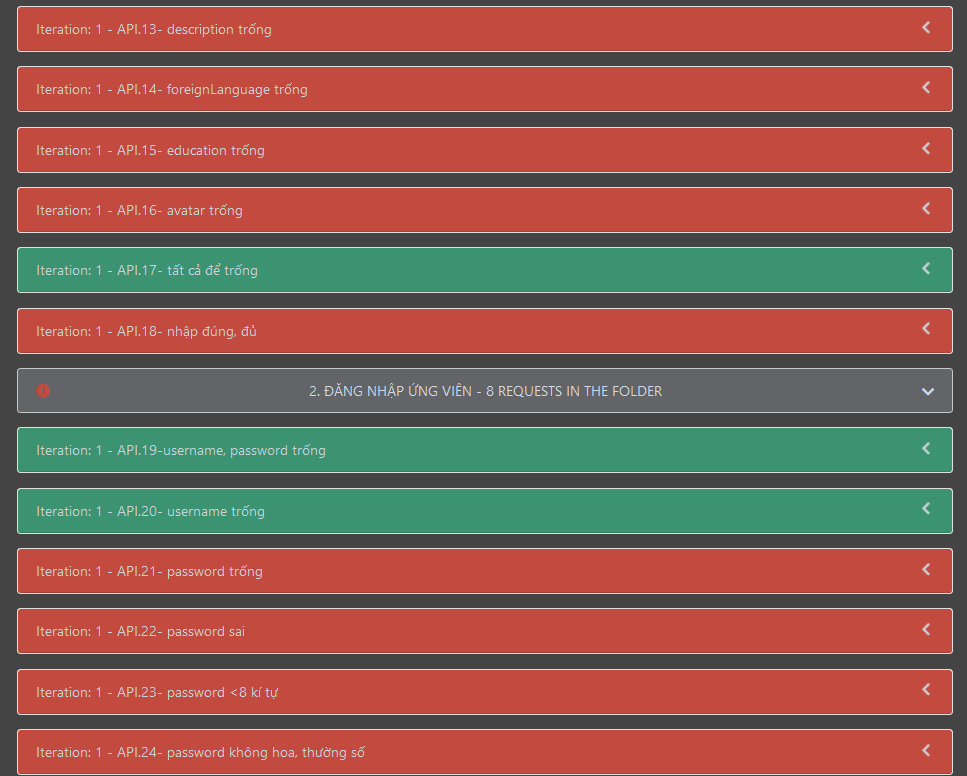 Iteration: 1 - API.13- description trống
Iteration: 1 - API.14- foreignLanguage trống
Iteration: 1 - API.15- education trống
Iteration: 1 - API.16- avatar trống
Iteration: 1 - API.17- tất cả để trống
Iteration: 1 - API.18- nhập đúng, đủ
2. ĐĂNG NHẬP ỨNG VIÊN - 8 REQUESTS IN THE FOLDER
Iteration: 1 - API.19-username, password trống
Iteration: 1 - API.20- username trống
Iteration: 1 - API.21- password trống
Iteration: 1 - API.22- password sai
Iteration: 1 - API.23- password <8 kí tự
Iteration: 1 - API.24- password không hoa, thường số